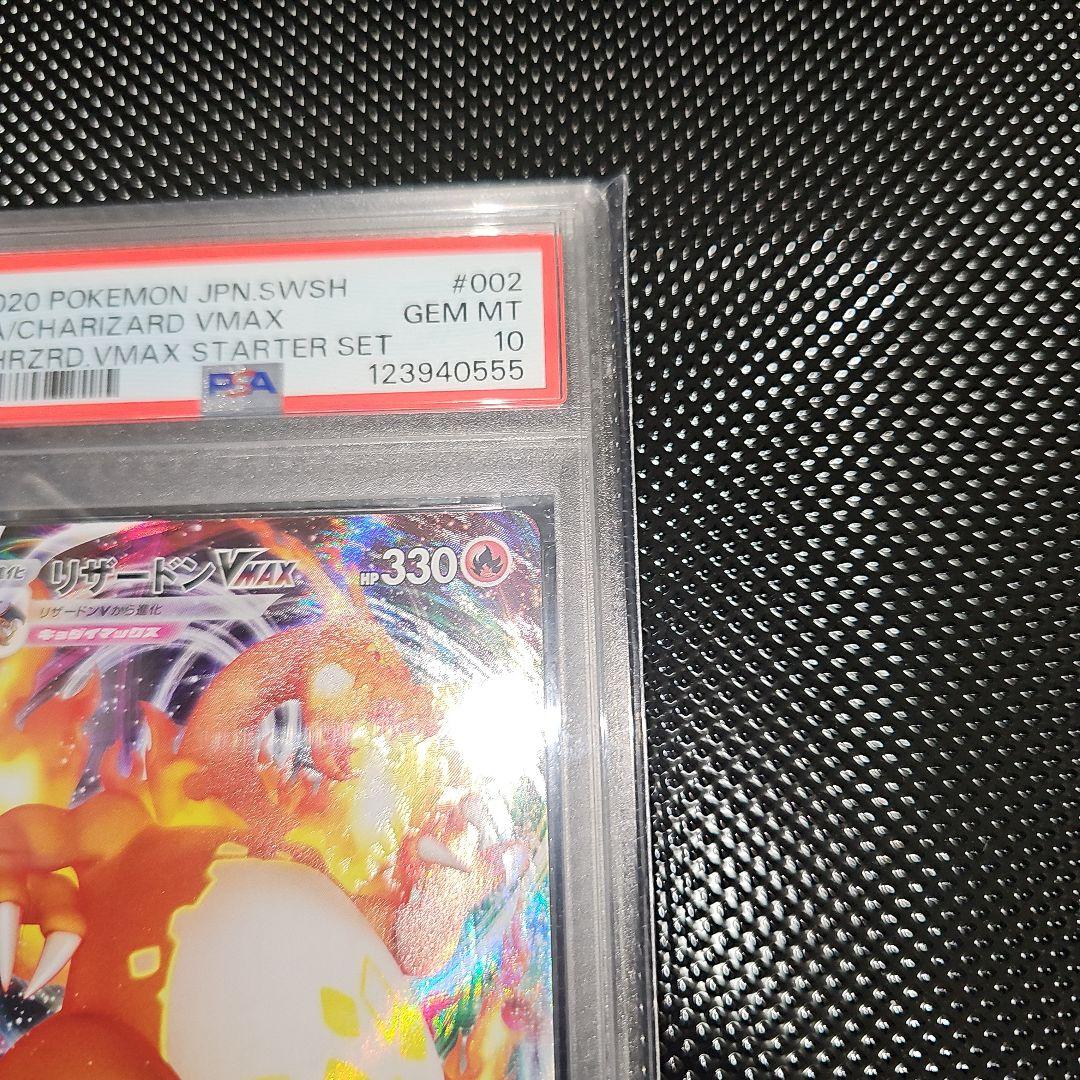 020 POKEMON JPN.SWSH #002
A/CHARIZARD VMAX GEM MT
HRZRD.VMAX STARTER SET 10
PSA 123940555
進化 リザードンVMAX HP330
リザードンVから進化
キョダイマックス